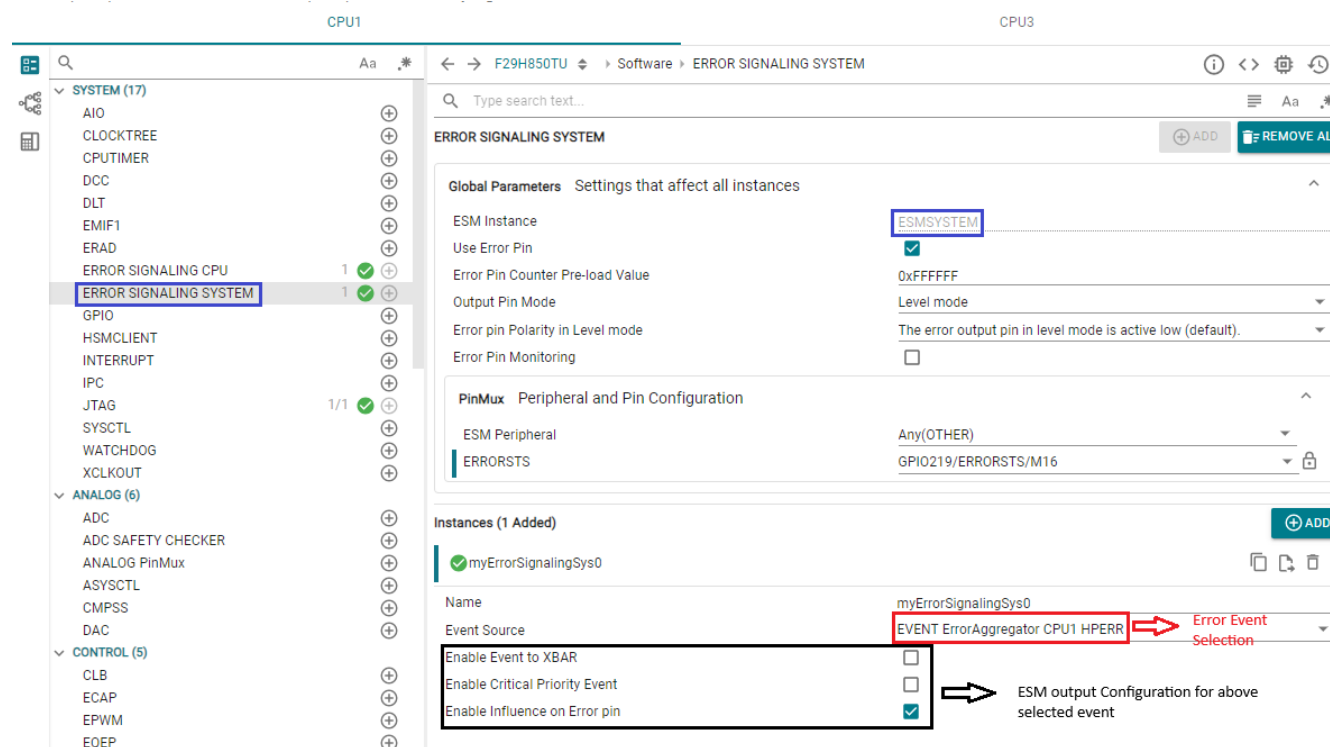 CPU1 CPU3
Aa .*
F29H850TU Software ERROR SIGNALING SYSTEM
SYSTEM (17)
AIO
CLOCKTREE
CPUTIMER
DCC
DLT
EMIF1
ERAD
ERROR SIGNALING CPU 1
ERROR SIGNALING SYSTEM 1
GPIO
HSMCLIENT
INTERRUPT
IPC
JTAG 1/1
SYSCTL
WATCHDOG
XCLKOUT
ANALOG (6)
ADC
ADC SAFETY CHECKER
ANALOG PinMux
ASYSCTL
CMPSS
DAC
CONTROL (5)
CLB
ECAP
EPWM
EQEP
Type search text... Aa .*
ERROR SIGNALING SYSTEM ADD REMOVE AL
Global Parameters Settings that affect all instances
ESM Instance ESMSYSTEM
Use Error Pin
Error Pin Counter Pre-load Value 0xFFFFFF
Output Pin Mode Level mode
Error pin Polarity in Level mode The error output pin in level mode is active low (default).
Error Pin Monitoring
PinMux Peripheral and Pin Configuration
ESM Peripheral Any(OTHER)
ERRORSTS GPIO219/ERRORSTS/M16
Instances (1 Added) ADD
myErrorSignalingSys0
Name myErrorSignalingSys0
Event Source EVENT ErrorAggregator CPU1 HPERR
Error Event
Selection
Enable Event to XBAR
Enable Critical Priority Event
Enable Influence on Error pin
ESM output Configuration for above
selected event